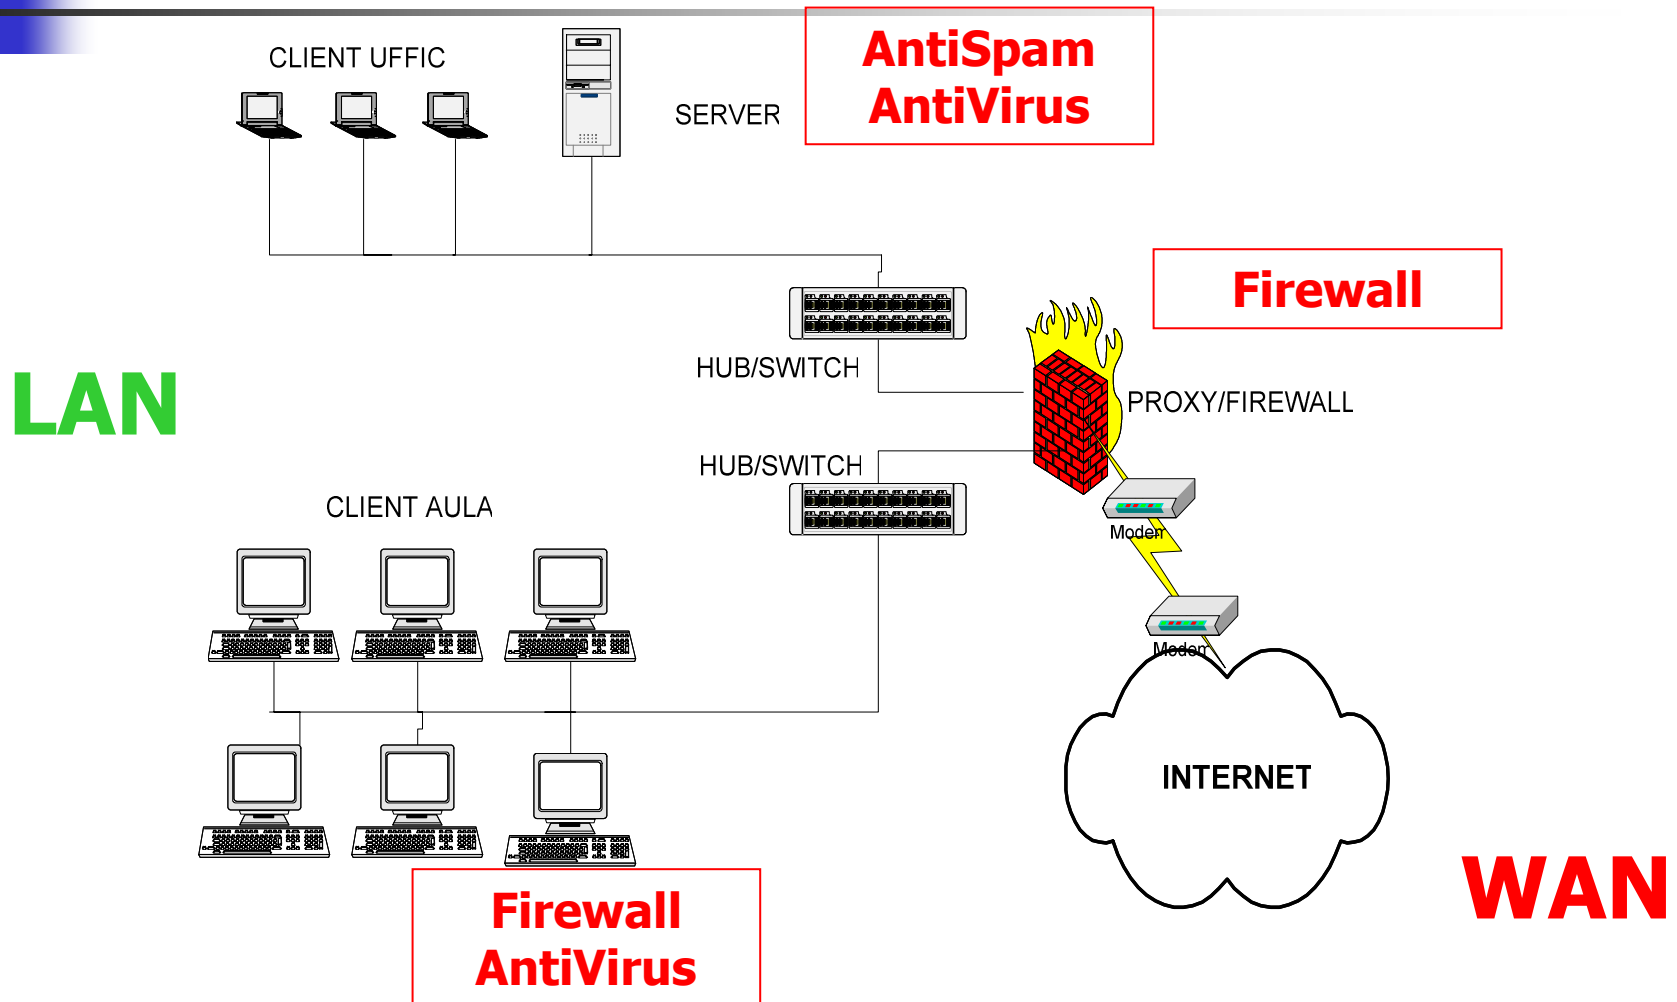 CLIENT UFFIC
SERVER
AntiSpam
AntiVirus
Firewall
HUB/SWITCH
PROXY/FIREWALL
LAN
HUB/SWITCH
CLIENT AULA
Modem
Modem
INTERNET
WAN
Firewall
AntiVirus